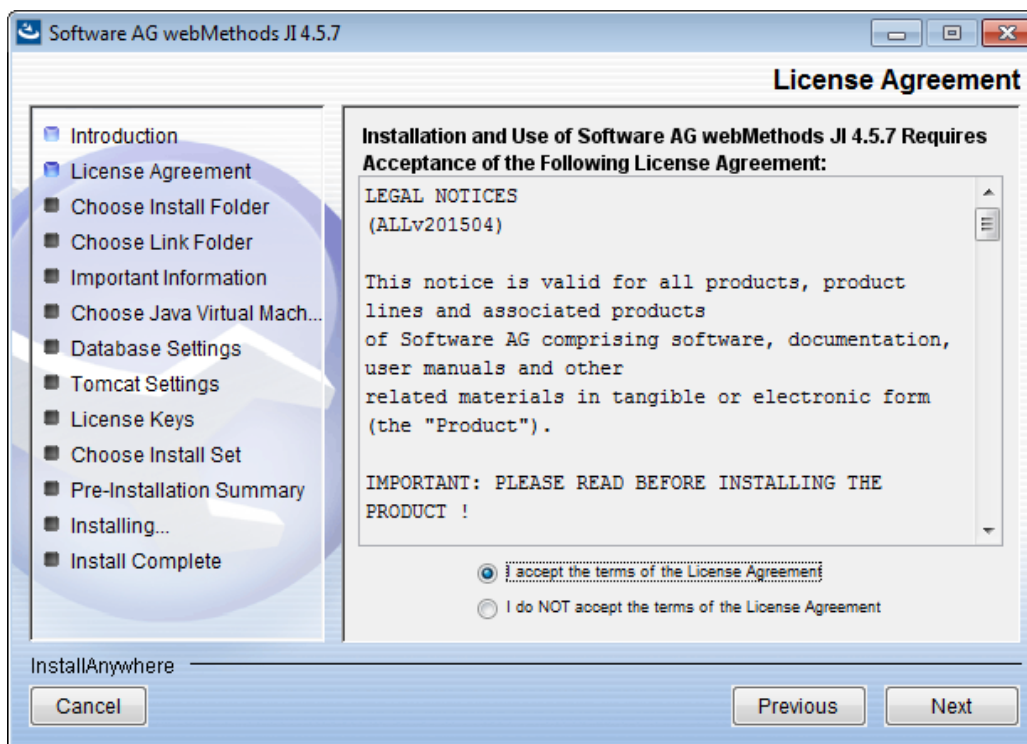 Software AG webMethods JI 4.5.7
License Agreement
Introduction
License Agreement
Choose Install Folder
Choose Link Folder
Important Information
Choose Java Virtual Mach...
Database Settings
Tomcat Settings
License Keys
Choose Install Set
Pre-Installation Summary
Installing...
Install Complete
Installation and Use of Software AG webMethods JI 4.5.7 Requires
Acceptance of the Following License Agreement:
LEGAL NOTICES
(ALLv201504)
This notice is valid for all products, product
lines and associated products
of Software AG comprising software, documentation,
user manuals and other
related materials in tangible or electronic form
(the "Product").
IMPORTANT: PLEASE READ BEFORE INSTALLING THE
PRODUCT !
I accept the terms of the License Agreement
I do NOT accept the terms of the License Agreement
InstallAnywhere
Cancel
Previous
Next